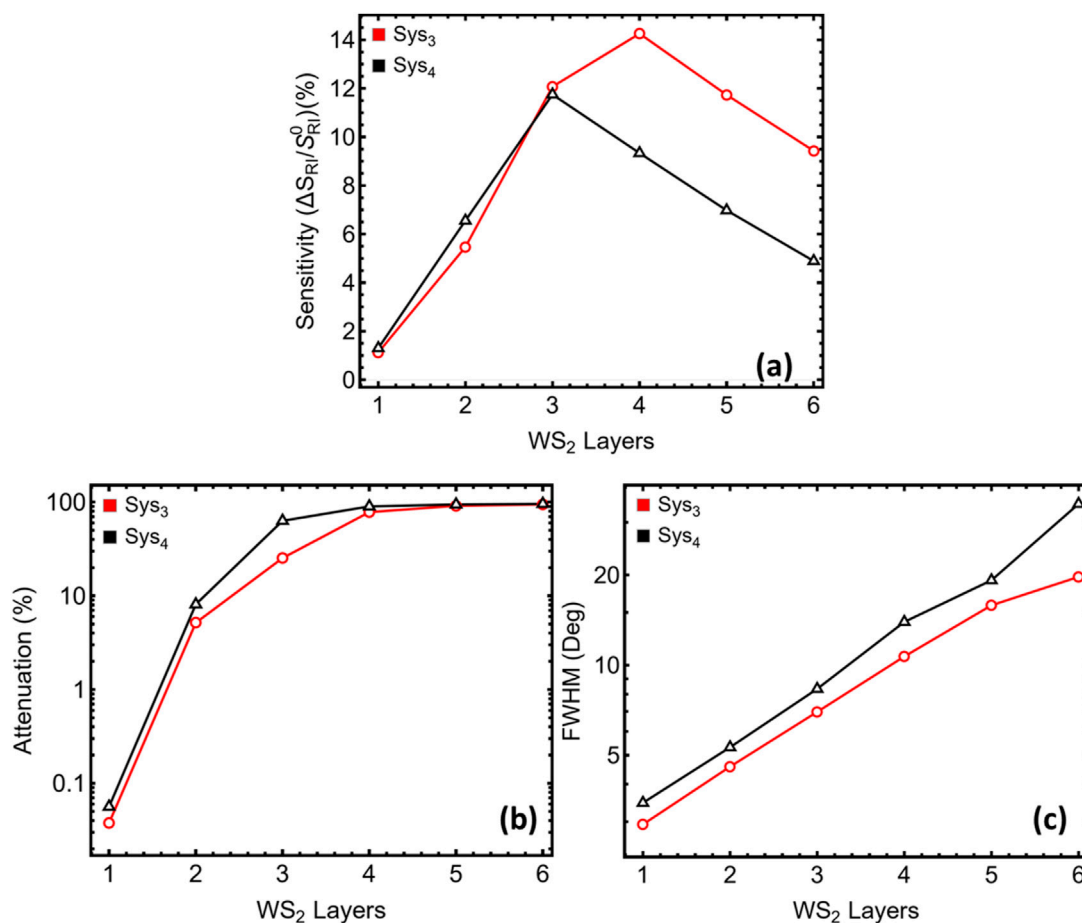 Sensitivity (ΔS_RI/S⁰_RI)(%)
14
12
10
8
6
4
2
0
Sys₃
Sys₄
(a)
1 2 3 4 5 6
WS₂ Layers
Attenuation (%)
100
10
1
0.1
Sys₃
Sys₄
(b)
1 2 3 4 5 6
WS₂ Layers
FWHM (Deg)
20
10
5
Sys₃
Sys₄
(c)
1 2 3 4 5 6
WS₂ Layers